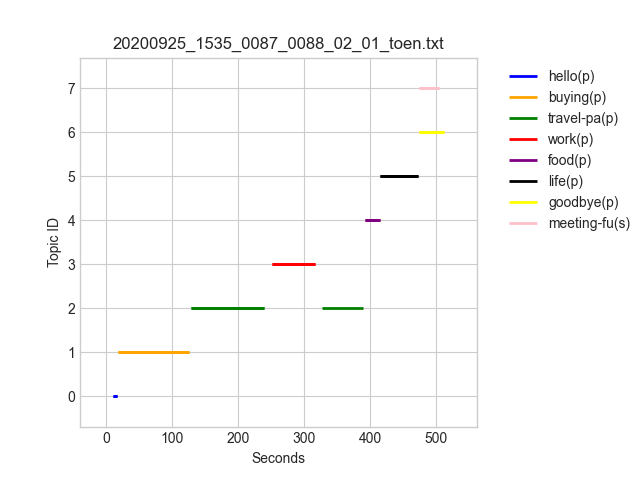 20200925_1535_0087_0088_02_01_toen.txt
hello(p)
buying(p)
travel-pa(p)
work(p)
food(p)
life(p)
goodbye(p)
meeting-fu(s)
Topic ID
7
6
5
4
3
2
1
0
0 100 200 300 400 500
Seconds